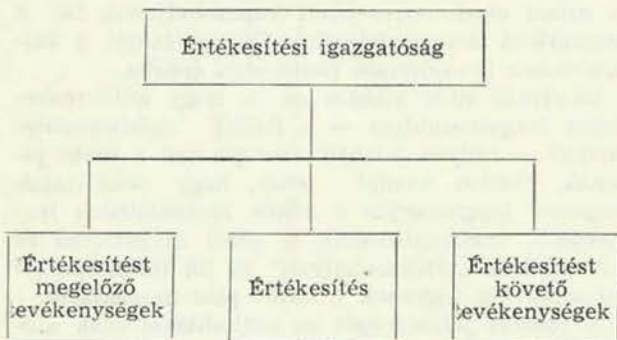 Értékesítési igazgatóság
Értékesítést
megelőző
tevékenységek
Értékesítés
Értékesítést
követő
tevékenységek